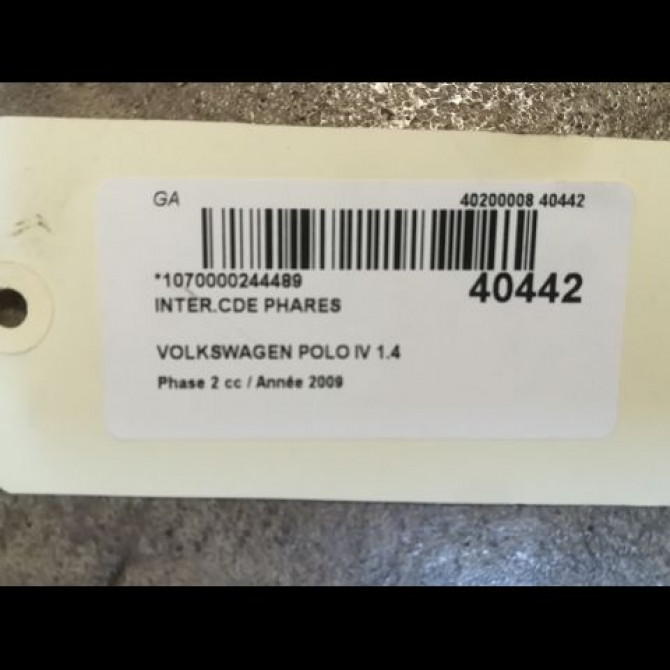 GA 40200008 40442
*1070000244489 40442
INTER.CDE PHARES
VOLKSWAGEN POLO IV 1.4
Phase 2 cc / Année 2009